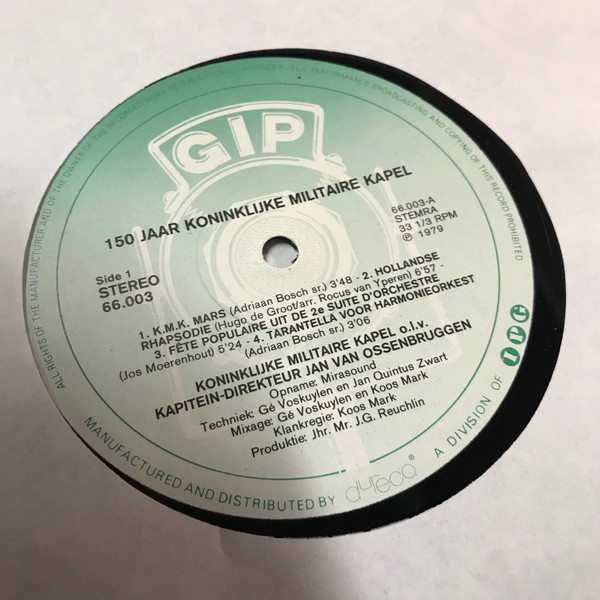 GIP
150 JAAR KONINKLIJKE MILITAIRE KAPEL
66.003-A
STEMRA
33 1/3 RPM
℗ 1979
Side 1
STEREO
66.003
1. K.M.K. MARS (Adriaan Bosch sr.) 3'48 - 2. HOLLANDSE
RHAPSODIE (Hugo de Groot/arr. Rocus van Yperen) 6'57 -
3. FÊTE POPULAIRE UIT DE 2e SUITE D'ORCHESTRE
(Jos Moerenhout) 5'24 - 4. TARANTELLA VOOR HARMONIEORKEST
(Adriaan Bosch sr.) 3'06
KONINKLIJKE MILITAIRE KAPEL o.l.v.
KAPITEIN-DIREKTEUR JAN VAN OSSENBRUGGEN
Opname: Mirasound
Techniek: Gé Voskuylen en Jan Quintus Zwart
Mixage: Gé Voskuylen en Koos Mark
Klankregie: Koos Mark
Produktie: Jhr. Mr. J.G. Reuchlin
ALL RIGHTS OF THE MANUFACTURER AND OF THE OWNER OF THE RECORDED WORK RESERVED PUBLIC PERFORMANCE BROADCASTING AND COPYING OF THIS RECORD PROHIBITED
MANUFACTURED AND DISTRIBUTED BY dureco® A DIVISION OF